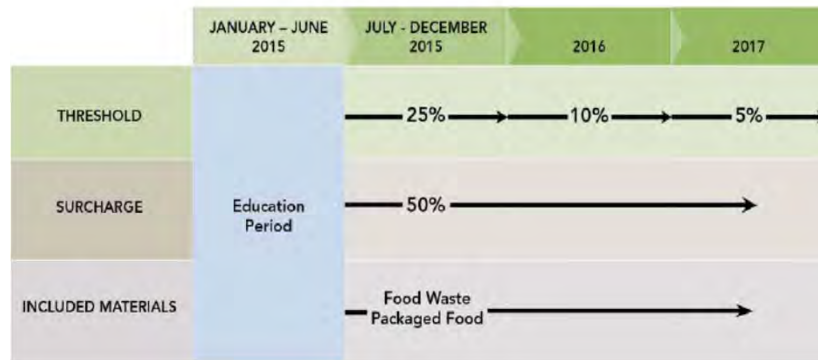 JANUARY – JUNE
2015
JULY - DECEMBER
2015
2016
2017
THRESHOLD
25%
10%
5%
SURCHARGE
Education
Period
50%
INCLUDED MATERIALS
Food Waste
Packaged Food